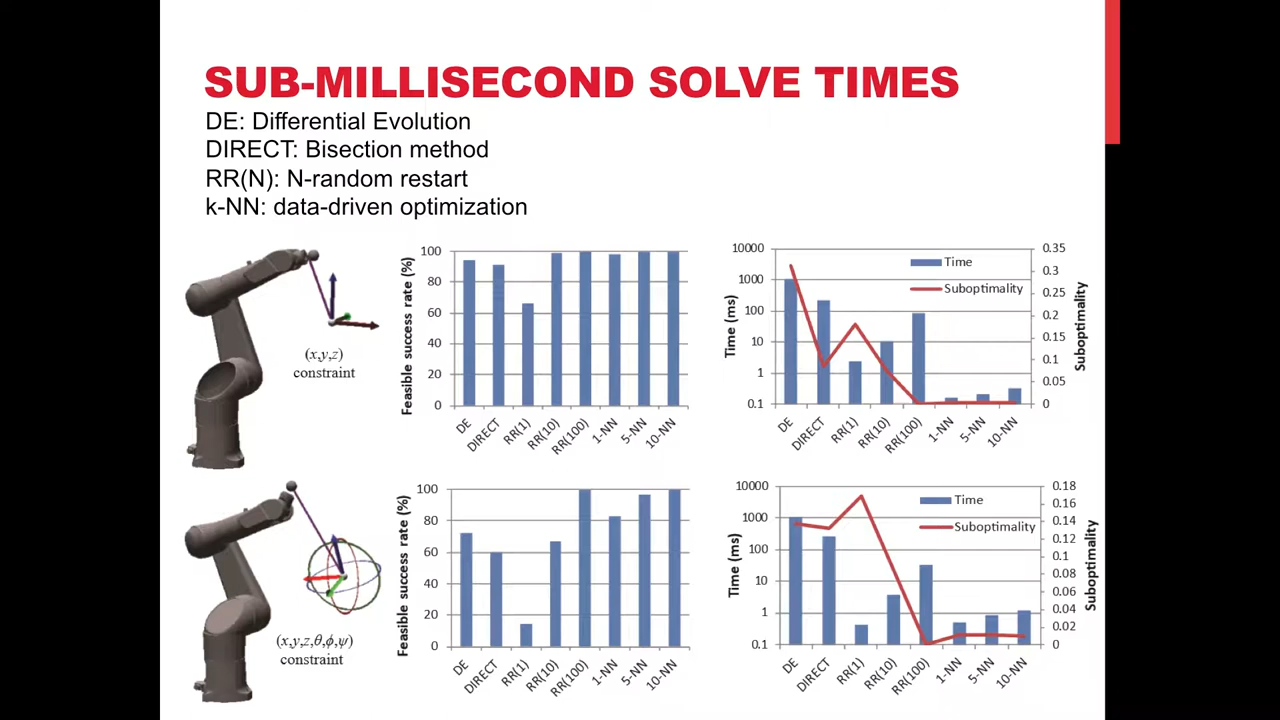 SUB-MILLISECOND SOLVE TIMES
DE: Differential Evolution
DIRECT: Bisection method
RR(N): N-random restart
k-NN: data-driven optimization
(x,y,z)
constraint
Feasible success rate (%)
100
80
60
40
20
0
DE
DIRECT
RR(1)
RR(10)
RR(100)
1-NN
5-NN
10-NN
Time (ms)
10000
1000
100
10
1
0.1
Time
Suboptimality
0.35
0.3
0.25
0.2
0.15
0.1
0.05
0
Suboptimality
DE
DIRECT
RR(1)
RR(10)
RR(100)
1-NN
5-NN
10-NN
(x,y,z,θ,ϕ,ψ)
constraint
Feasible success rate (%)
100
80
60
40
20
0
DE
DIRECT
RR(1)
RR(10)
RR(100)
1-NN
5-NN
10-NN
Time (ms)
10000
1000
100
10
1
0.1
Time
Suboptimality
0.18
0.16
0.14
0.12
0.1
0.08
0.06
0.04
0.02
0
Suboptimality
DE
DIRECT
RR(1)
RR(10)
RR(100)
1-NN
5-NN
10-NN